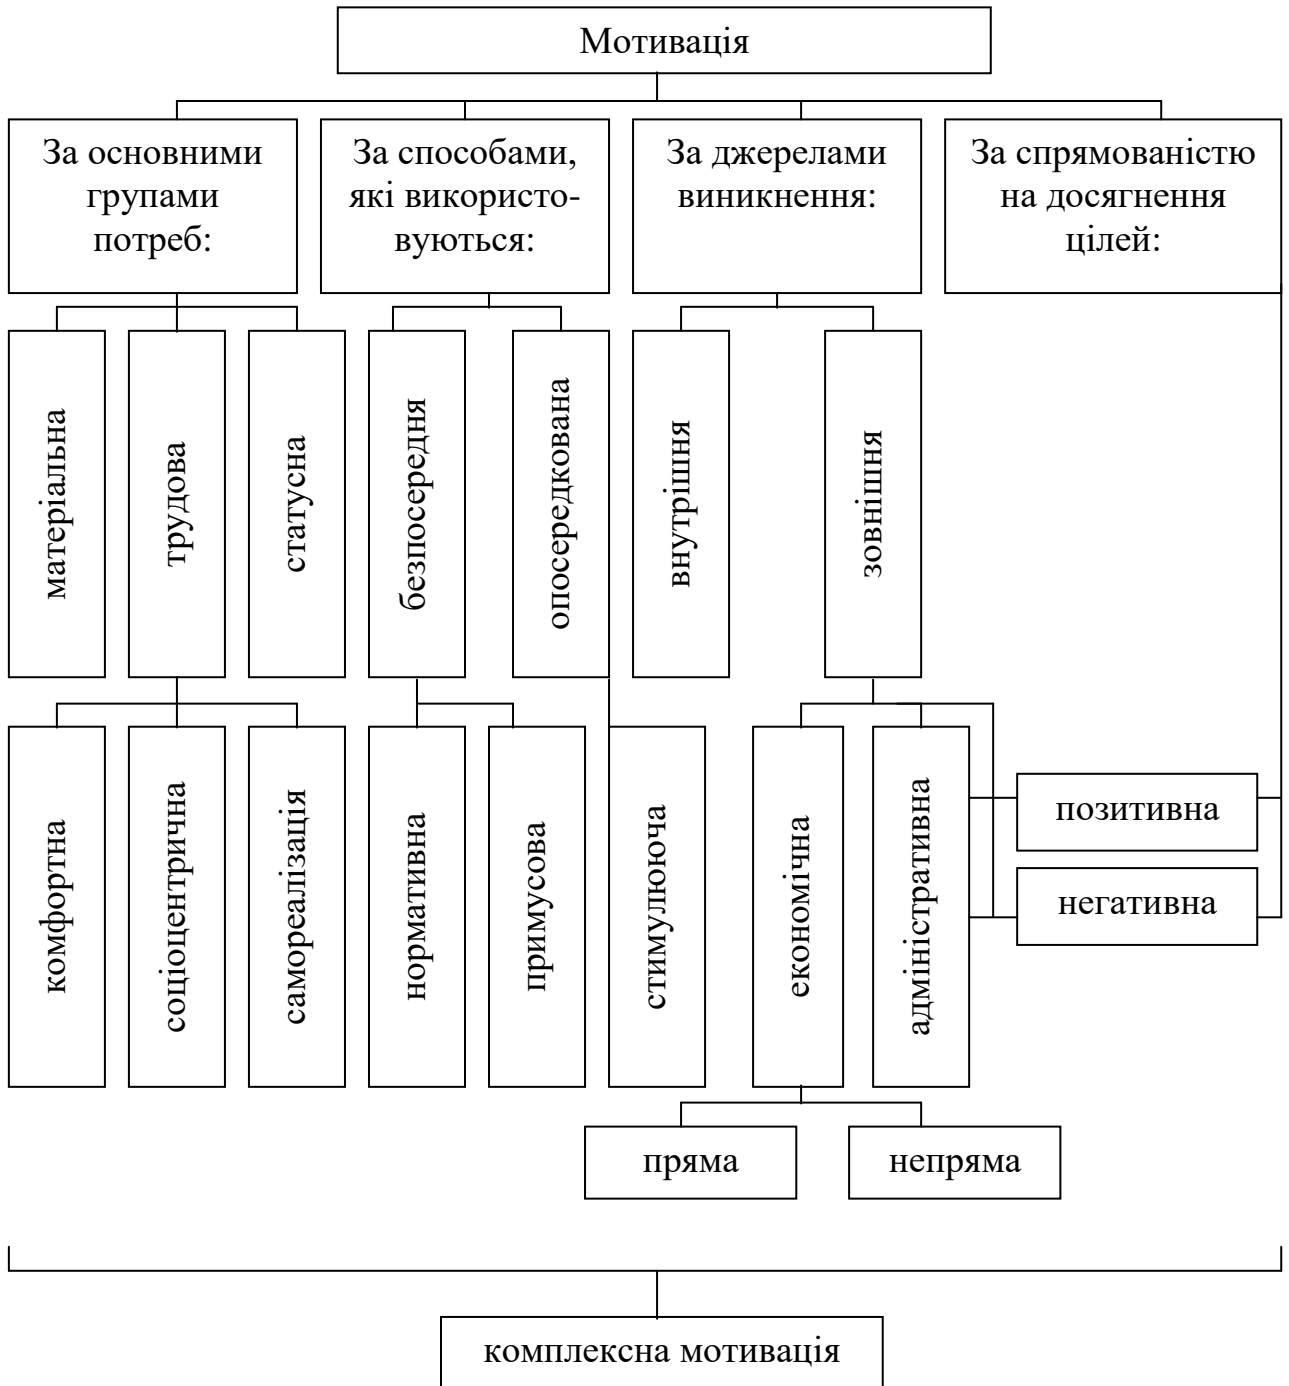 Мотивація
За основними
групами
потреб:
За способами,
які використо-
вуються:
За джерелами
виникнення:
За спрямованістю
на досягнення
цілей:
матеріальна
трудова
статусна
безпосередня
опосредкована
внутрішня
зовнішня
комфортна
соціоцентрична
самореалізація
нормативна
примусова
стимулююча
економічна
адміністративна
позитивна
негативна
пряма
непряма
комплексна мотивація